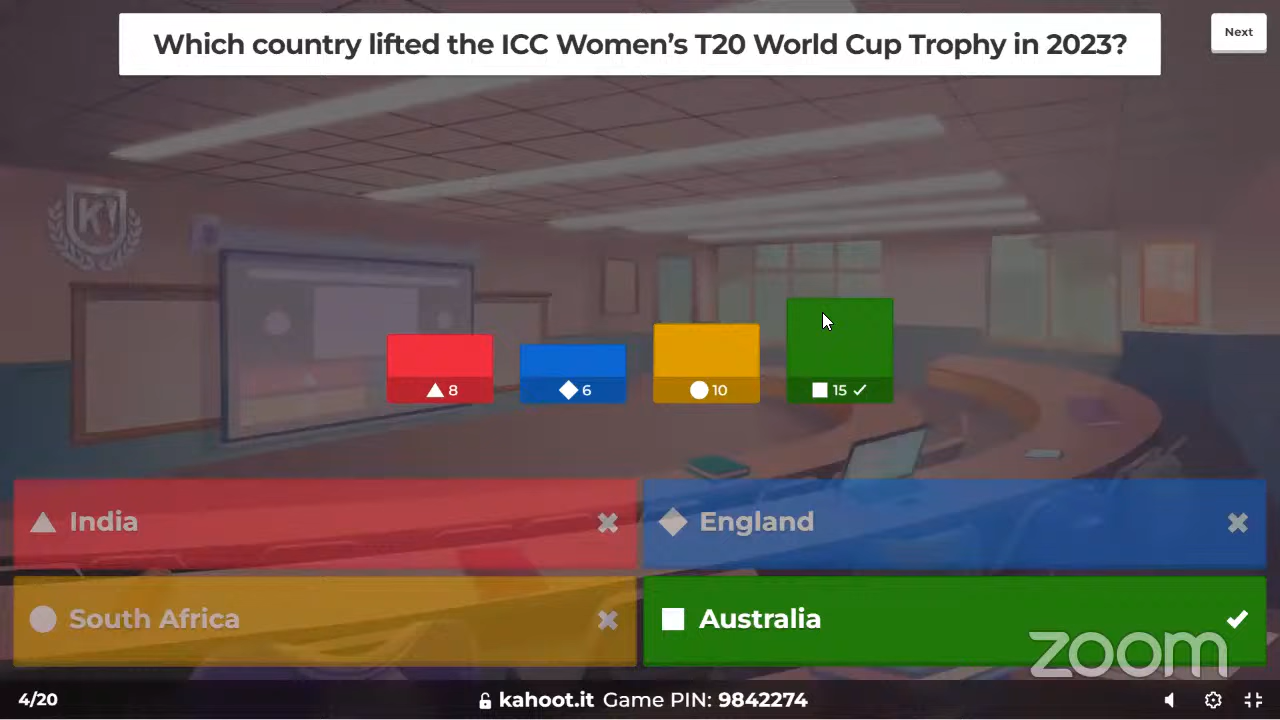 Which country lifted the ICC Women's T20 World Cup Trophy in 2023?
Next
K!
8
6
10
15
India
England
South Africa
Australia
zoom
4/20
kahoot.it Game PIN: 9842274